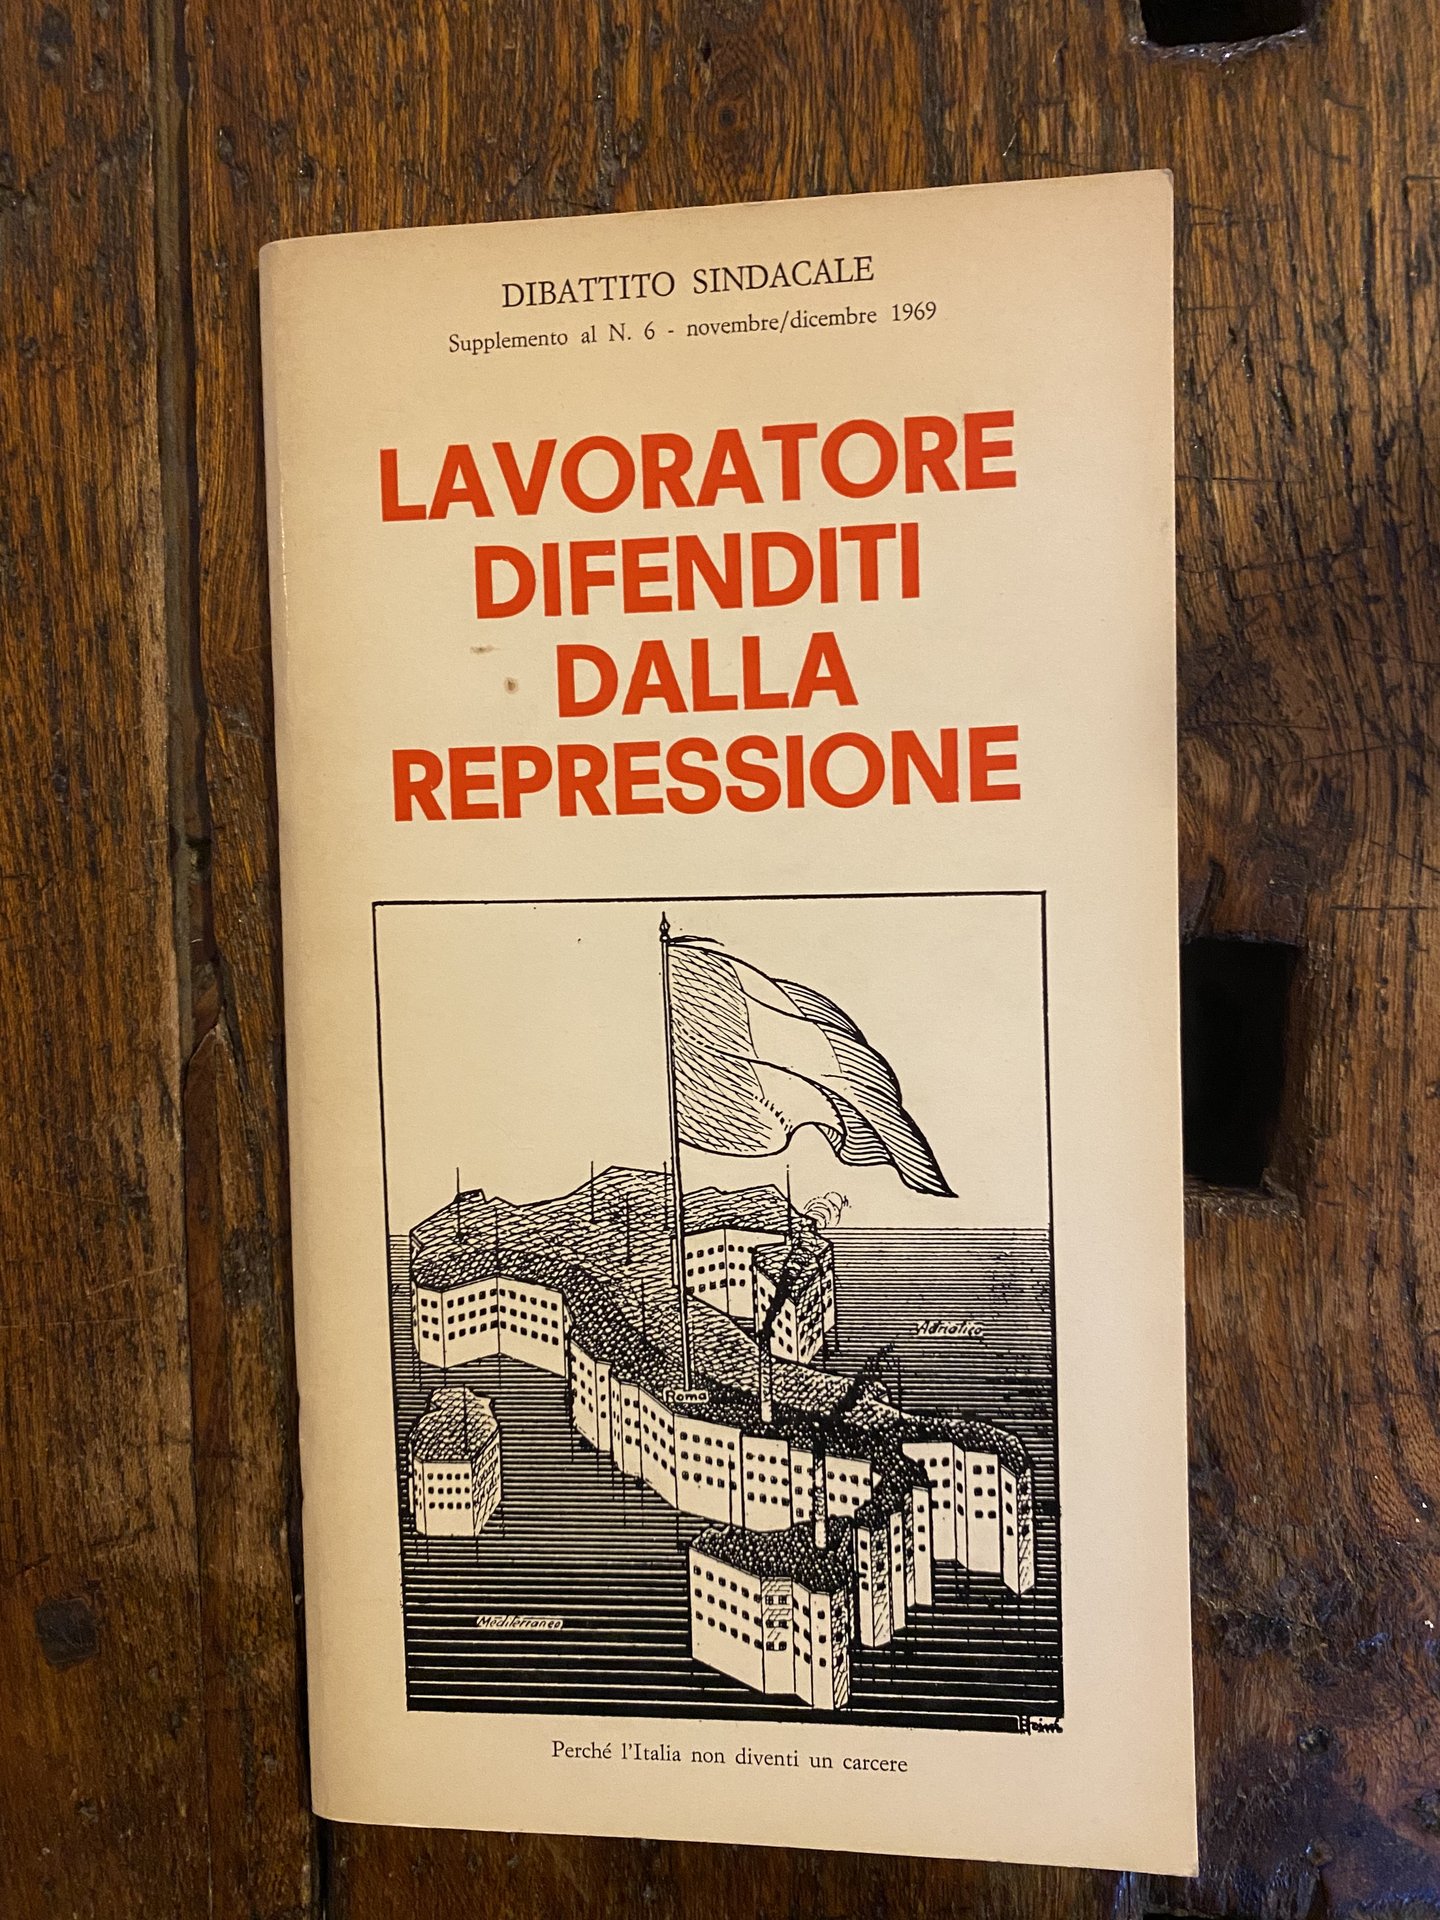 DIBATTITO SINDACALE
Supplemento al N. 6 - novembre/dicembre 1969
LAVORATORE
DIFENDITI
DALLA
REPRESSIONE
Adriatico
Roma
Mediterraneo
Perché l'Italia non diventi un carcere